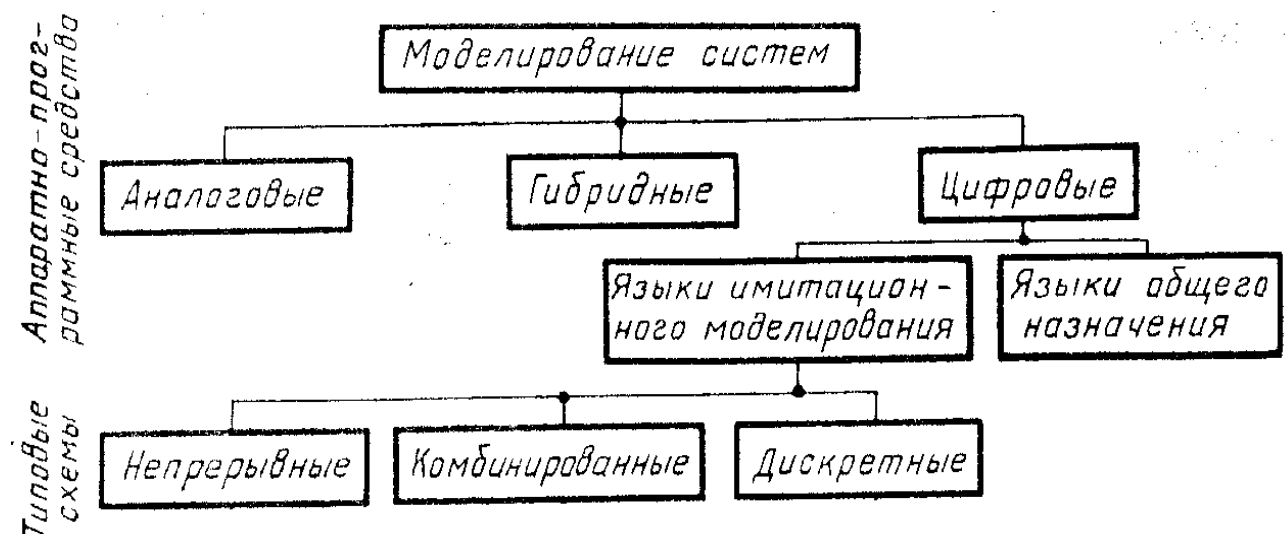 Аппаратно-прог-
раммные средства
Моделирование систем
Аналоговые
Гибридные
Цифровые
Языки имитацион-
ного моделирования
Языки общего
назначения
Типовые
схемы
Непрерывные
Комбинированные
Дискретные